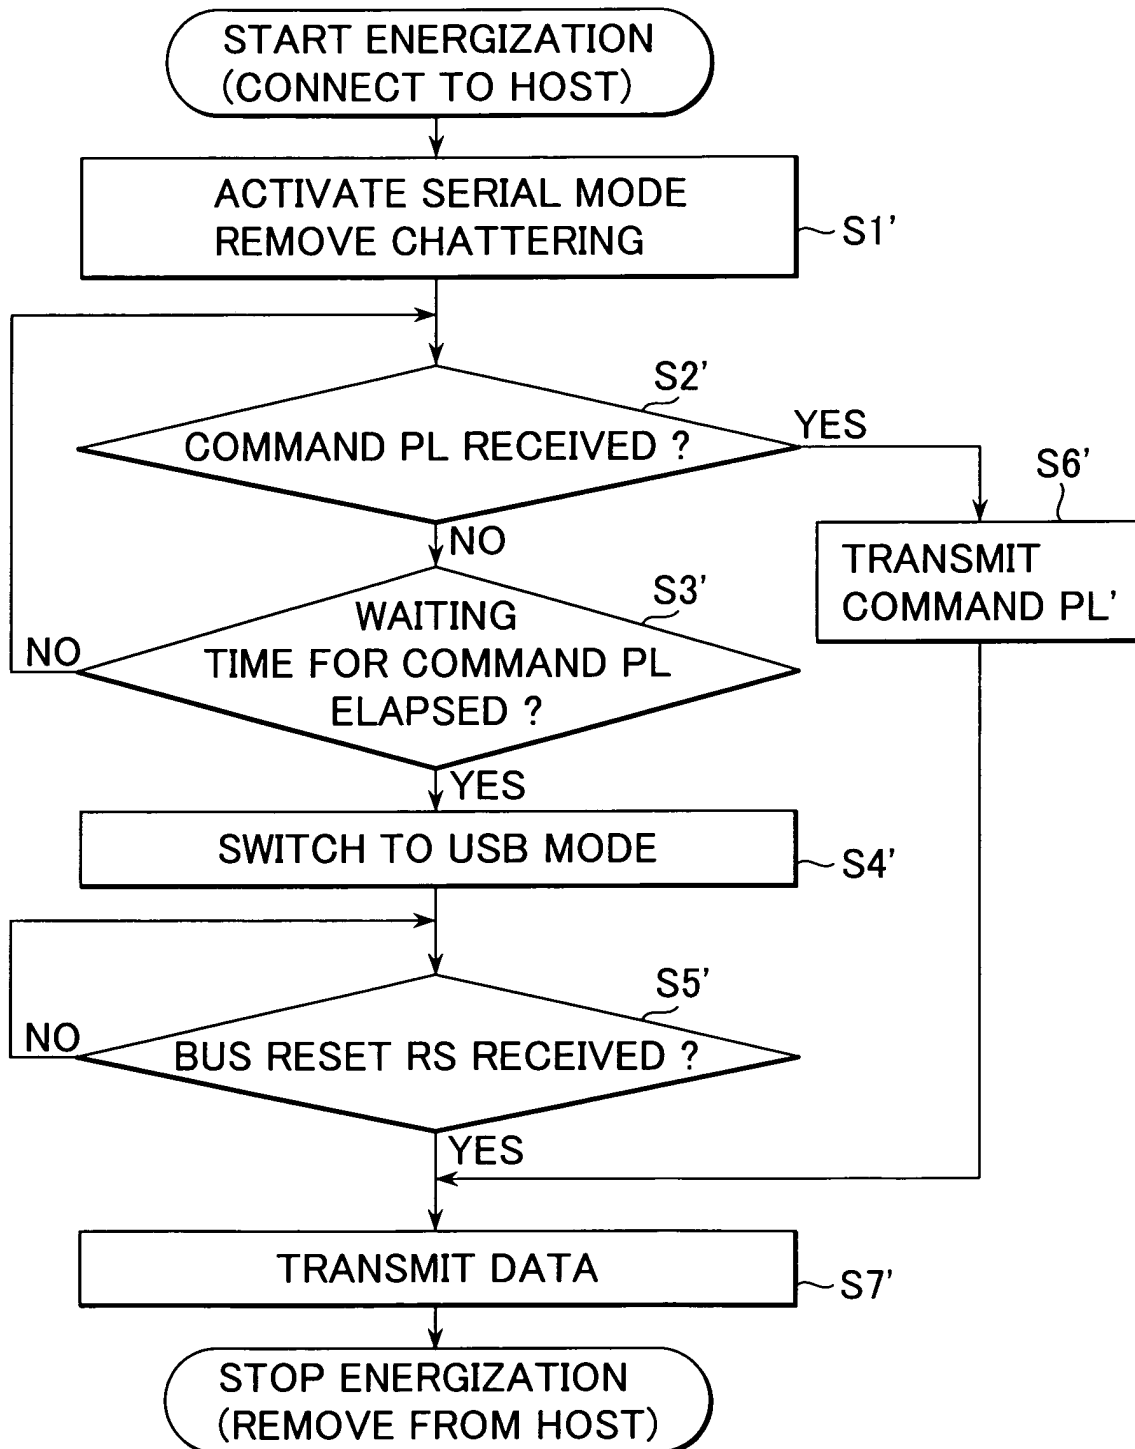 START ENERGIZATION
(CONNECT TO HOST)
ACTIVATE SERIAL MODE
REMOVE CHATTERING
S1'
S2'
COMMAND PL RECEIVED ?
YES
NO
S6'
TRANSMIT
COMMAND PL'
S3'
WAITING
TIME FOR COMMAND PL
ELAPSED ?
NO
YES
SWITCH TO USB MODE
S4'
S5'
BUS RESET RS RECEIVED ?
NO
YES
TRANSMIT DATA
S7'
STOP ENERGIZATION
(REMOVE FROM HOST)